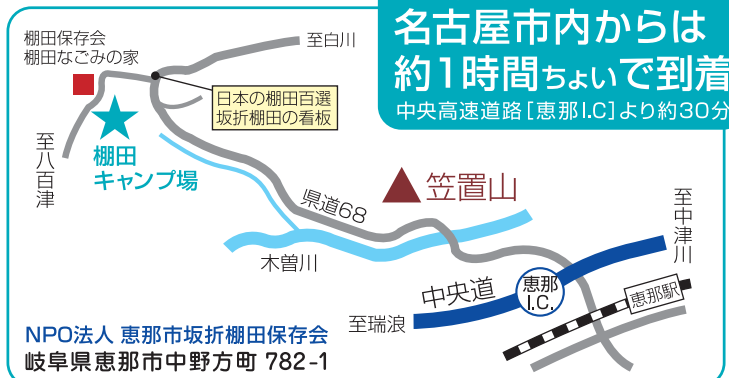 名古屋市内からは
約1時間ちょいで到着
中央高速道路[恵那I.C]より約30分
棚田保存会
棚田なごみの家
至白川
日本の棚田百選
坂折棚田の看板
至八百津
棚田
キャンプ場
県道68
笠置山
木曽川
至中津川
中央道
恵那
I.C.
恵那駅
至瑞浪
NPO法人 恵那市坂折棚田保存会
岐阜県恵那市中野方町 782-1